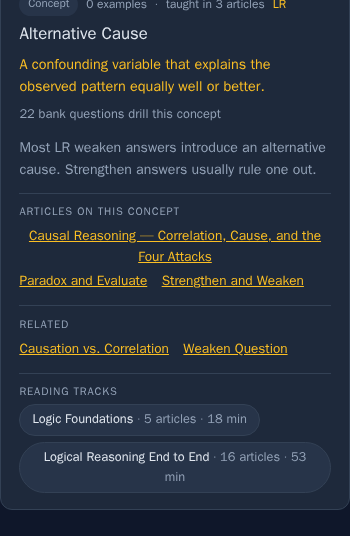 Concept 0 examples · taught in 3 articles LR
Alternative Cause
A confounding variable that explains the
observed pattern equally well or better.
22 bank questions drill this concept
Most LR weaken answers introduce an alternative
cause. Strengthen answers usually rule one out.
ARTICLES ON THIS CONCEPT
Causal Reasoning — Correlation, Cause, and the
Four Attacks
Paradox and Evaluate Strengthen and Weaken
RELATED
Causation vs. Correlation Weaken Question
READING TRACKS
Logic Foundations · 5 articles · 18 min
Logical Reasoning End to End · 16 articles · 53
min